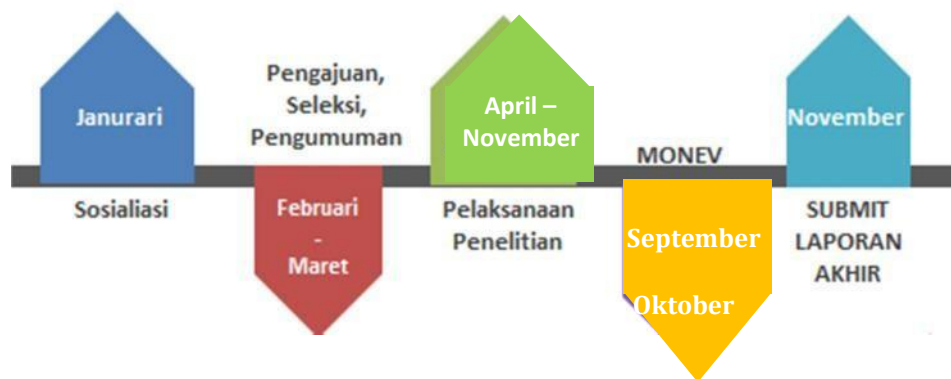 Janurari
Sosialiasi
Pengajuan,
Seleksi,
Pengumuman
Februari
-
Maret
April –
November
Pelaksanaan
Penelitian
MONEV
September
Oktober
November
SUBMIT
LAPORAN
AKHIR